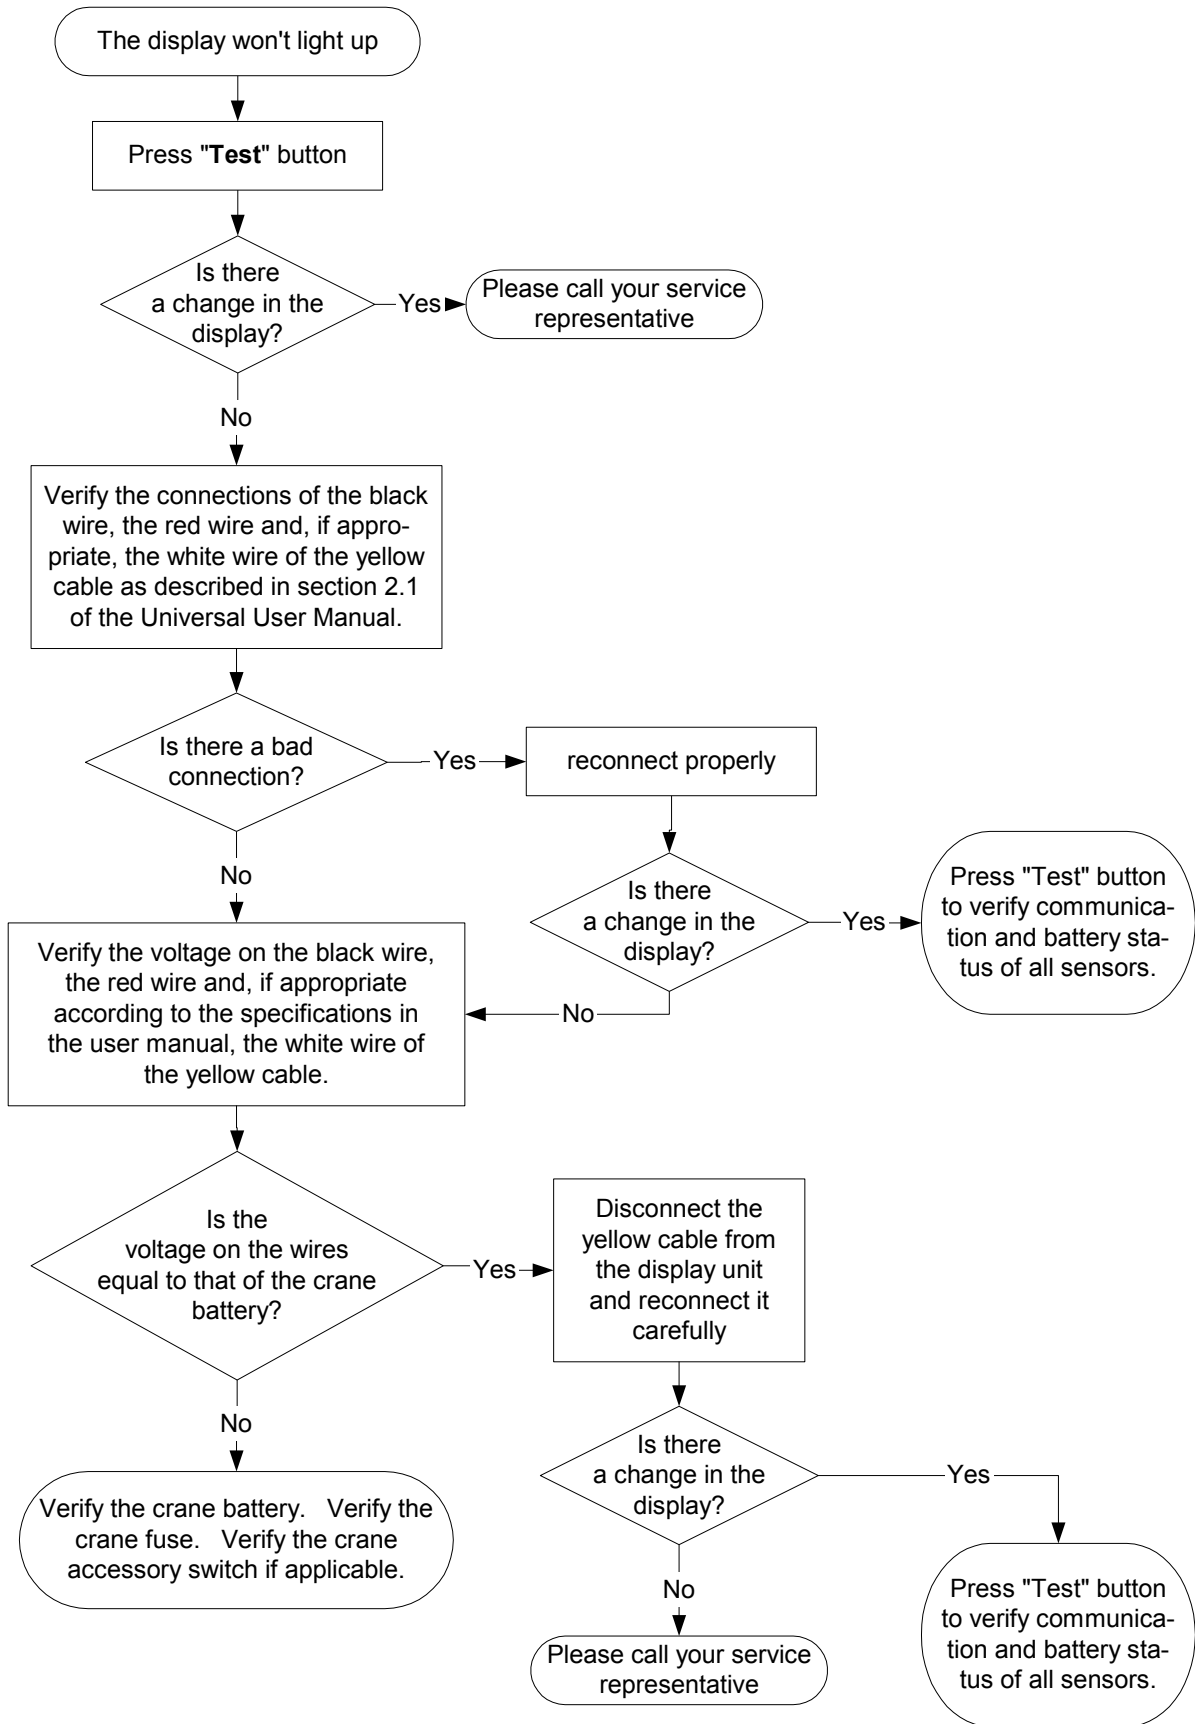 The display won't light up
Press "Test" button
Is there
a change in the
display?
Yes
Please call your service
representative
No
Verify the connections of the black
wire, the red wire and, if appro-
priate, the white wire of the yellow
cable as described in section 2.1
of the Universal User Manual.
Is there a bad
connection?
Yes
reconnect properly
No
Is there
a change in the
display?
Yes
Press "Test" button
to verify communica-
tion and battery sta-
tus of all sensors.
No
Verify the voltage on the black wire,
the red wire and, if appropriate
according to the specifications in
the user manual, the white wire of
the yellow cable.
Is the
voltage on the wires
equal to that of the crane
battery?
Yes
Disconnect the
yellow cable from
the display unit
and reconnect it
carefully
No
Verify the crane battery.   Verify the
crane fuse.   Verify the crane
accessory switch if applicable.
Is there
a change in the
display?
Yes
No
Please call your service
representative
Press "Test" button
to verify communica-
tion and battery sta-
tus of all sensors.